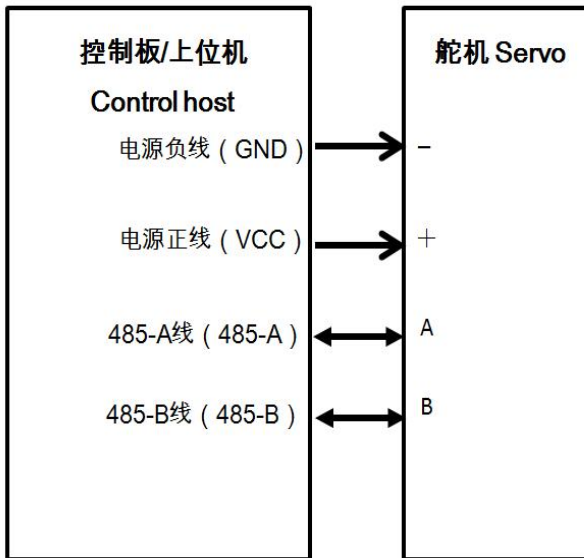 控制板/上位机
Control host
舵机 Servo
电源负线 ( GND )
−
电源正线 ( VCC )
+
485-A线 ( 485-A )
A
485-B线 ( 485-B )
B